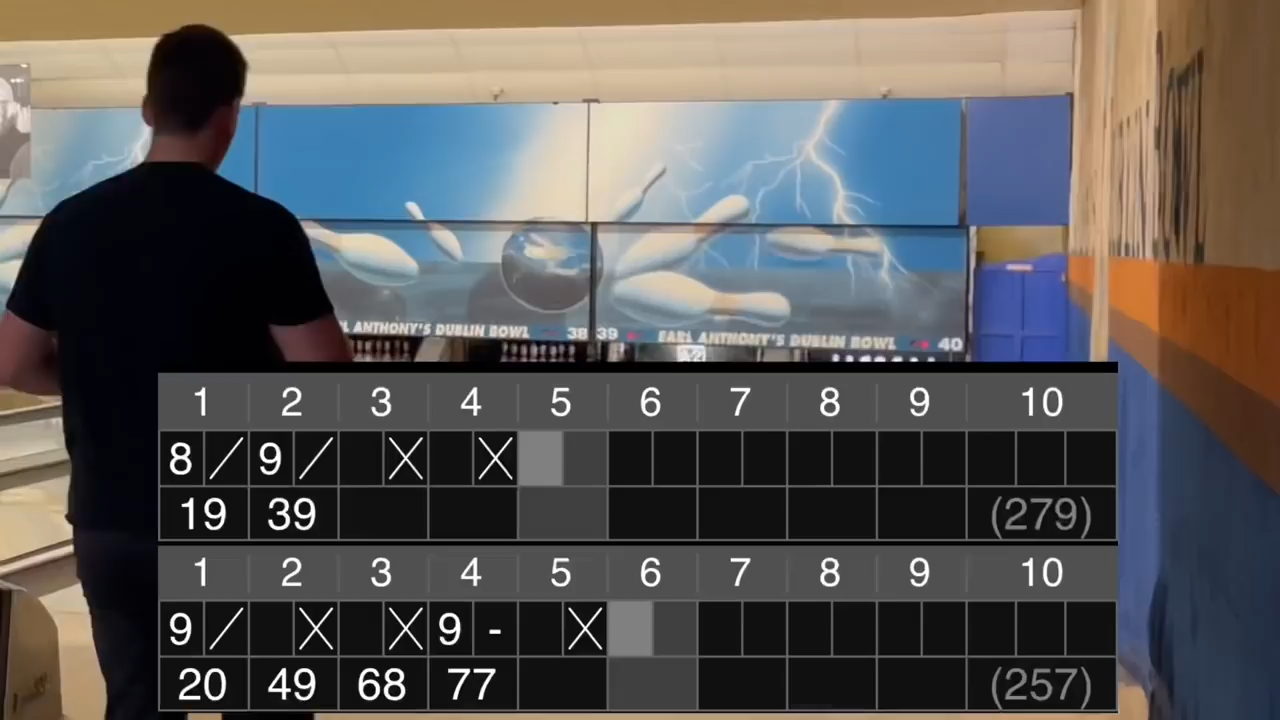 L ANTHONY'S DUBLIN BOWL 38 39 EARL ANTHONY'S DUBLIN BOWL 40
1 2 3 4 5 6 7 8 9 10
8 / 9 / X X
19 39 (279)
1 2 3 4 5 6 7 8 9 10
9 / X X 9 - X
20 49 68 77 (257)